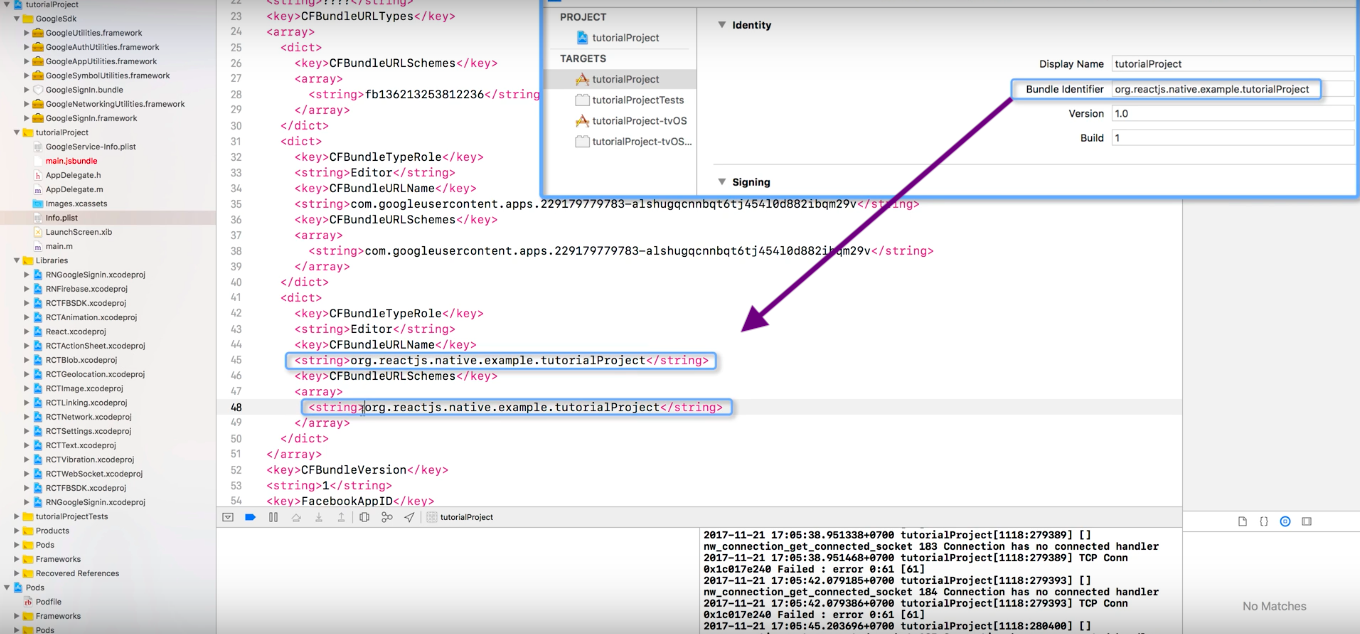 tutorialProject
GoogleSdk
GoogleUtilities.framework
GoogleAuthUtilities.framework
GoogleAppUtilities.framework
GoogleSymbolUtilities.framework
GoogleSignIn.bundle
GoogleNetworkingUtilities.framework
GoogleSignIn.framework
tutorialProject
GoogleService-Info.plist
main.jsbundle
AppDelegate.h
AppDelegate.m
Images.xcassets
Info.plist
LaunchScreen.xib
main.m
Libraries
RNGoogleSignin.xcodeproj
RNFirebase.xcodeproj
RCTFBSDK.xcodeproj
RCTAnimation.xcodeproj
React.xcodeproj
RCTActionSheet.xcodeproj
RCTBlob.xcodeproj
RCTGeolocation.xcodeproj
RCTImage.xcodeproj
RCTLinking.xcodeproj
RCTNetwork.xcodeproj
RCTSettings.xcodeproj
RCTText.xcodeproj
RCTVibration.xcodeproj
RCTWebSocket.xcodeproj
RCTFBSDK.xcodeproj
RNGoogleSignin.xcodeproj
tutorialProjectTests
Products
Pods
Frameworks
Recovered References
Pods
Podfile
Frameworks
Pods
22 <string>????</string>
23 <key>CFBundleURLTypes</key>
24 <array>
25 <dict>
26 <key>CFBundleURLSchemes</key>
27 <array>
28 <string>fb136213253812236</string
29 </array>
30 </dict>
31 <dict>
32 <key>CFBundleTypeRole</key>
33 <string>Editor</string>
34 <key>CFBundleURLName</key>
35 <string>com.googleusercontent.apps.229179779783-alshugqcnnbqt6tj454l0d882ibqm29v</string>
36 <key>CFBundleURLSchemes</key>
37 <array>
38 <string>com.googleusercontent.apps.229179779783-alshugqcnnbqt6tj454l0d882ibqm29v</string>
39 </array>
40 </dict>
41 <dict>
42 <key>CFBundleTypeRole</key>
43 <string>Editor</string>
44 <key>CFBundleURLName</key>
45 <string>org.reactjs.native.example.tutorialProject</string>
46 <key>CFBundleURLSchemes</key>
47 <array>
48 <string>org.reactjs.native.example.tutorialProject</string>
49 </array>
50 </dict>
51 </array>
52 <key>CFBundleVersion</key>
53 <string>1</string>
54 <key>FacebookAppID</key>
PROJECT
tutorialProject
TARGETS
tutorialProject
tutorialProjectTests
tutorialProject-tvOS
tutorialProject-tvOS...
Identity
Display Name tutorialProject
Bundle Identifier org.reactjs.native.example.tutorialProject
Version 1.0
Build 1
Signing
tutorialProject
2017-11-21 17:05:38.951338+0700 tutorialProject[1118:279389] []
nw_connection_get_connected_socket 183 Connection has no connected handler
2017-11-21 17:05:38.951468+0700 tutorialProject[1118:279389] TCP Conn
0x1c017e240 Failed : error 0:61 [61]
2017-11-21 17:05:42.079185+0700 tutorialProject[1118:279393] []
nw_connection_get_connected_socket 184 Connection has no connected handler
2017-11-21 17:05:42.079386+0700 tutorialProject[1118:279393] TCP Conn
0x1c017e240 Failed : error 0:61 [61]
2017-11-21 17:05:45.203696+0700 tutorialProject[1118:280400] []
No Matches